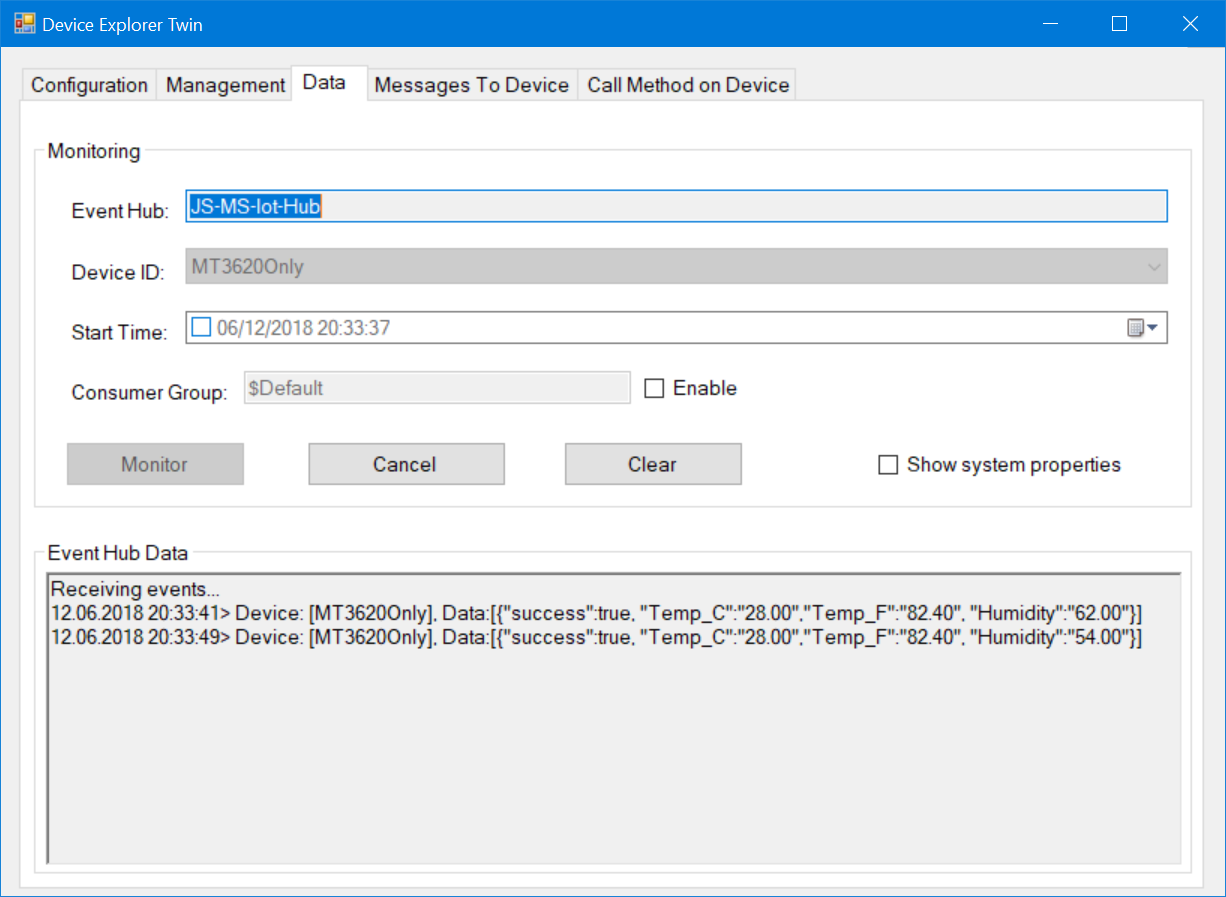 Device Explorer Twin
Configuration Management Data Messages To Device Call Method on Device
Monitoring
Event Hub: JS-MS-Iot-Hub
Device ID: MT3620Only
Start Time: 06/12/2018 20:33:37
Consumer Group: $Default Enable
Monitor Cancel Clear Show system properties
Event Hub Data
Receiving events...
12.06.2018 20:33:41> Device: [MT3620Only], Data:[{"success":true, "Temp_C":"28.00","Temp_F":"82.40", "Humidity":"62.00"}]
12.06.2018 20:33:49> Device: [MT3620Only], Data:[{"success":true, "Temp_C":"28.00","Temp_F":"82.40", "Humidity":"54.00"}]